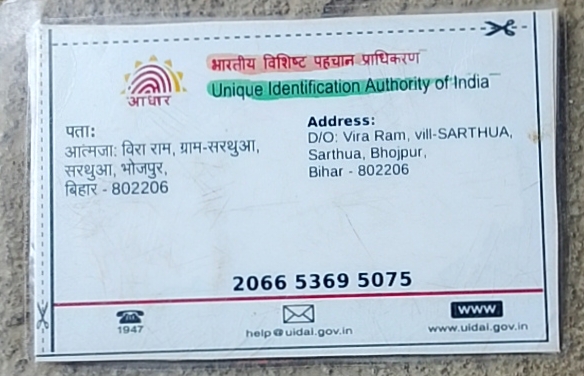 भारतीय विशिष्ट पहचान प्राधिकरण
Unique Identification Authority of India
आधार
पता:
आत्मजा: विरा राम, ग्राम-सरथुआ,
सरथुआ, भोजपुर,
बिहार - 802206
Address:
D/O: Vira Ram, vill-SARTHUA,
Sarthua, Bhojpur,
Bihar - 802206
2066 5369 5075
1947
help@uidai.gov.in
www
www.uidai.gov.in